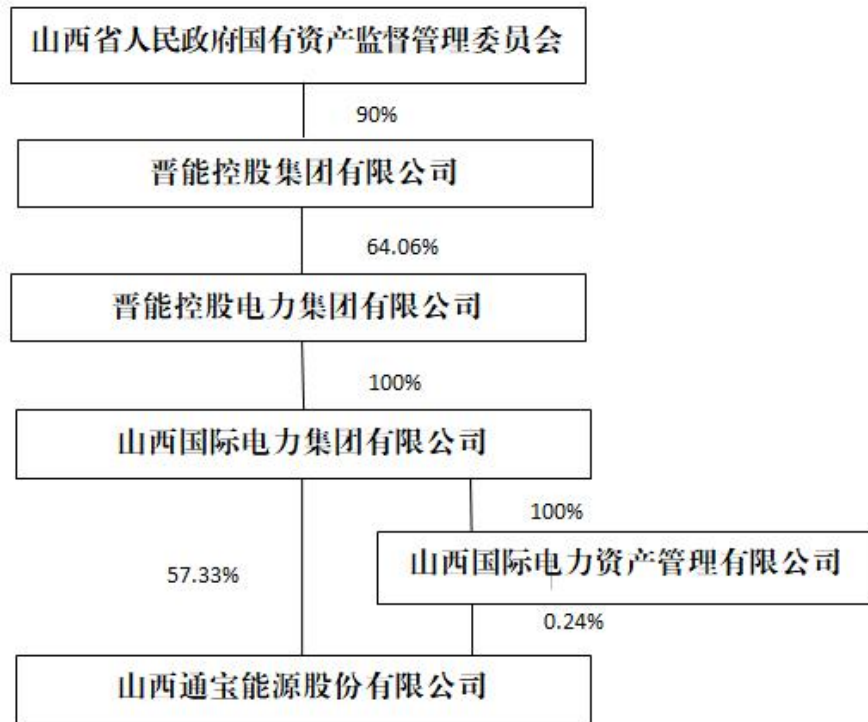 山西省人民政府国有资产监督管理委员会
90%
晋能控股集团有限公司
64.06%
晋能控股电力集团有限公司
100%
山西国际电力集团有限公司
100%
山西国际电力资产管理有限公司
57.33%
0.24%
山西通宝能源股份有限公司